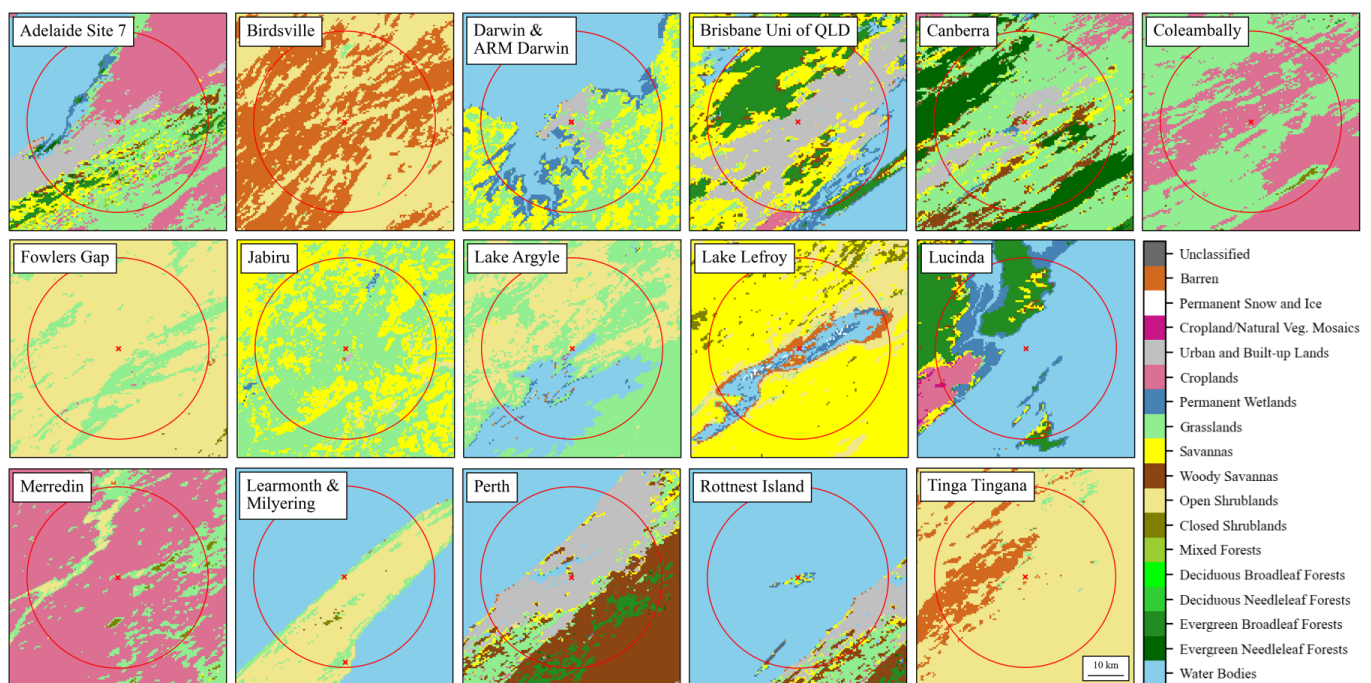 Adelaide Site 7
Birdsville
Darwin &
ARM Darwin
Brisbane Uni of QLD
Canberra
Coleambally
Fowlers Gap
Jabiru
Lake Argyle
Lake Lefroy
Lucinda
Unclassified
Barren
Permanent Snow and Ice
Cropland/Natural Veg. Mosaics
Urban and Built-up Lands
Croplands
Permanent Wetlands
Grasslands
Savannas
Woody Savannas
Open Shrublands
Closed Shrublands
Mixed Forests
Deciduous Broadleaf Forests
Deciduous Needleleaf Forests
Evergreen Broadleaf Forests
Evergreen Needleleaf Forests
Water Bodies
Merredin
Learmonth &
Milyering
Perth
Rottnest Island
Tinga Tingana
10 km